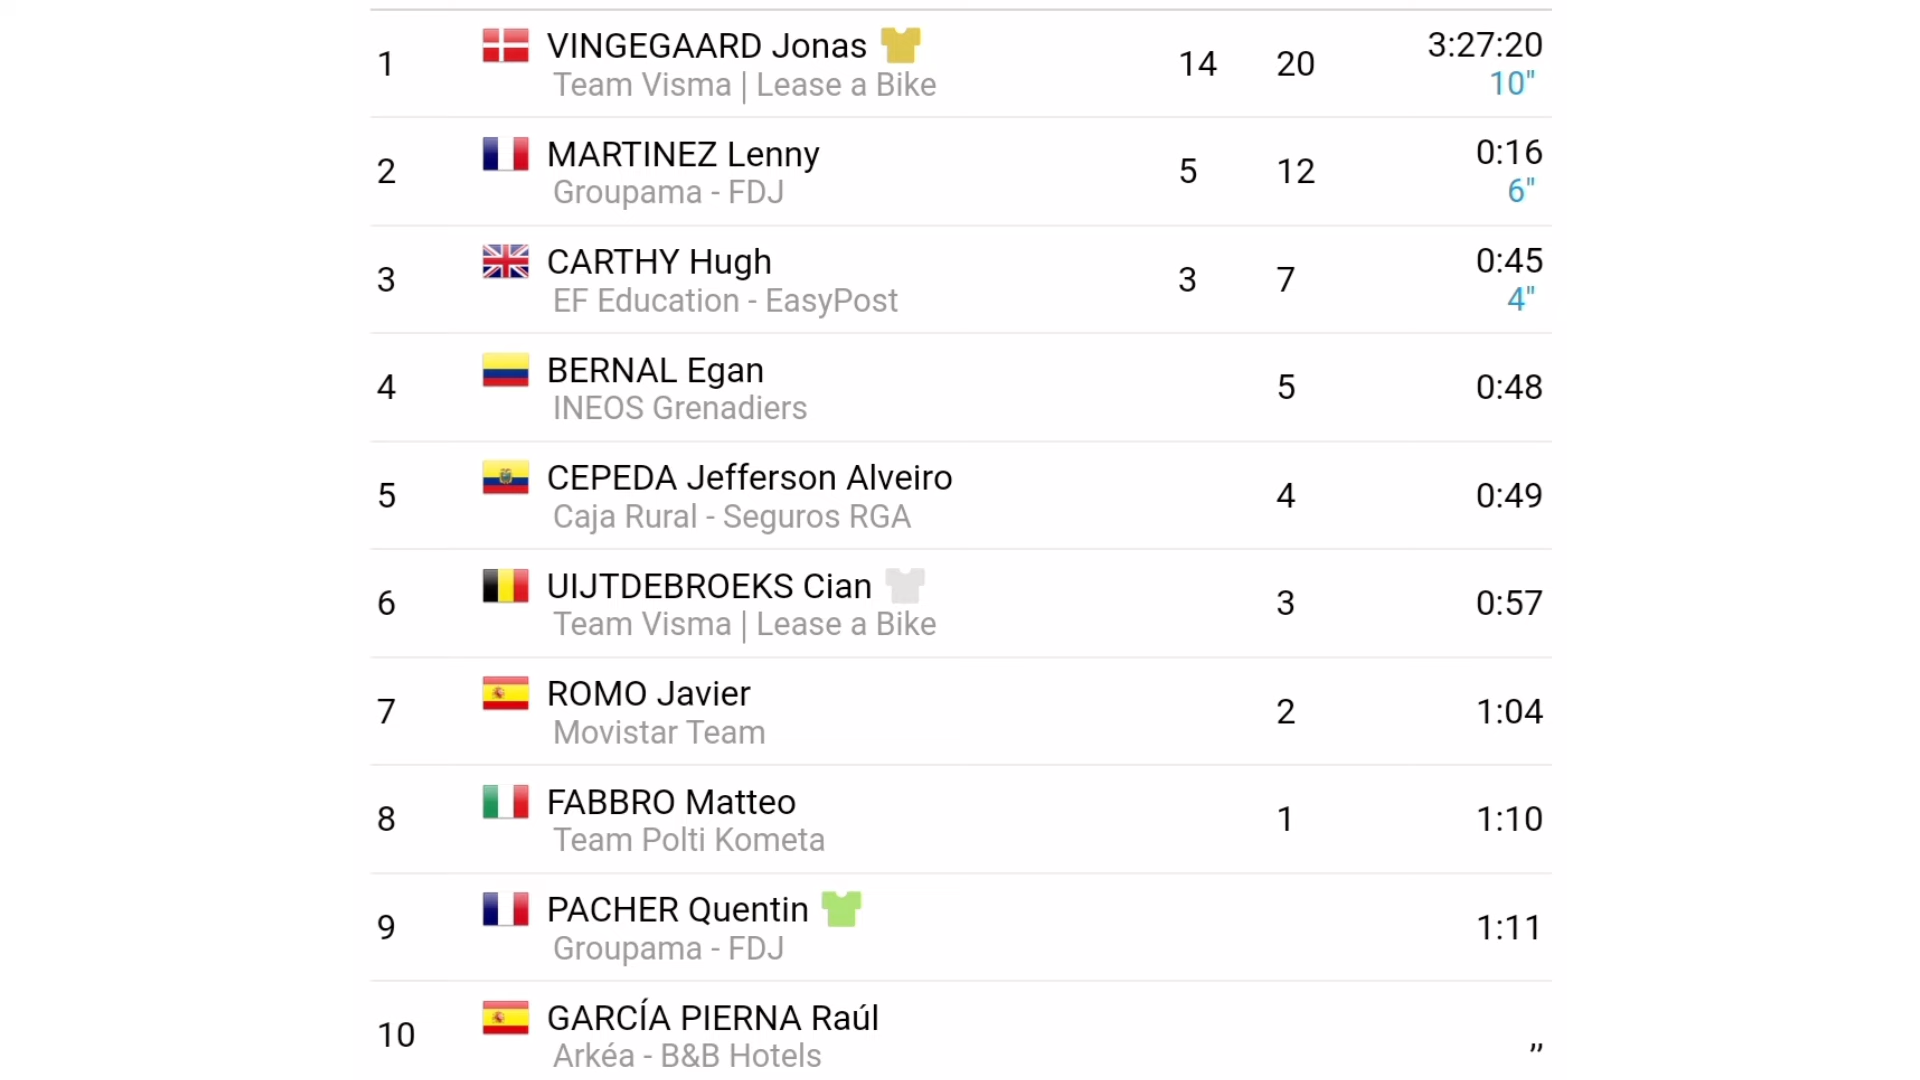 1 VINGEGAARD Jonas 14 20 3:27:20
Team Visma | Lease a Bike 10"
2 MARTINEZ Lenny 5 12 0:16
Groupama - FDJ 6"
3 CARTHY Hugh 3 7 0:45
EF Education - EasyPost 4"
4 BERNAL Egan 5 0:48
INEOS Grenadiers
5 CEPEDA Jefferson Alveiro 4 0:49
Caja Rural - Seguros RGA
6 UIJTDEBROEKS Cian 3 0:57
Team Visma | Lease a Bike
7 ROMO Javier 2 1:04
Movistar Team
8 FABBRO Matteo 1 1:10
Team Polti Kometa
9 PACHER Quentin 1:11
Groupama - FDJ
10 GARCÍA PIERNA Raúl ,,
Arkéa - B&B Hotels